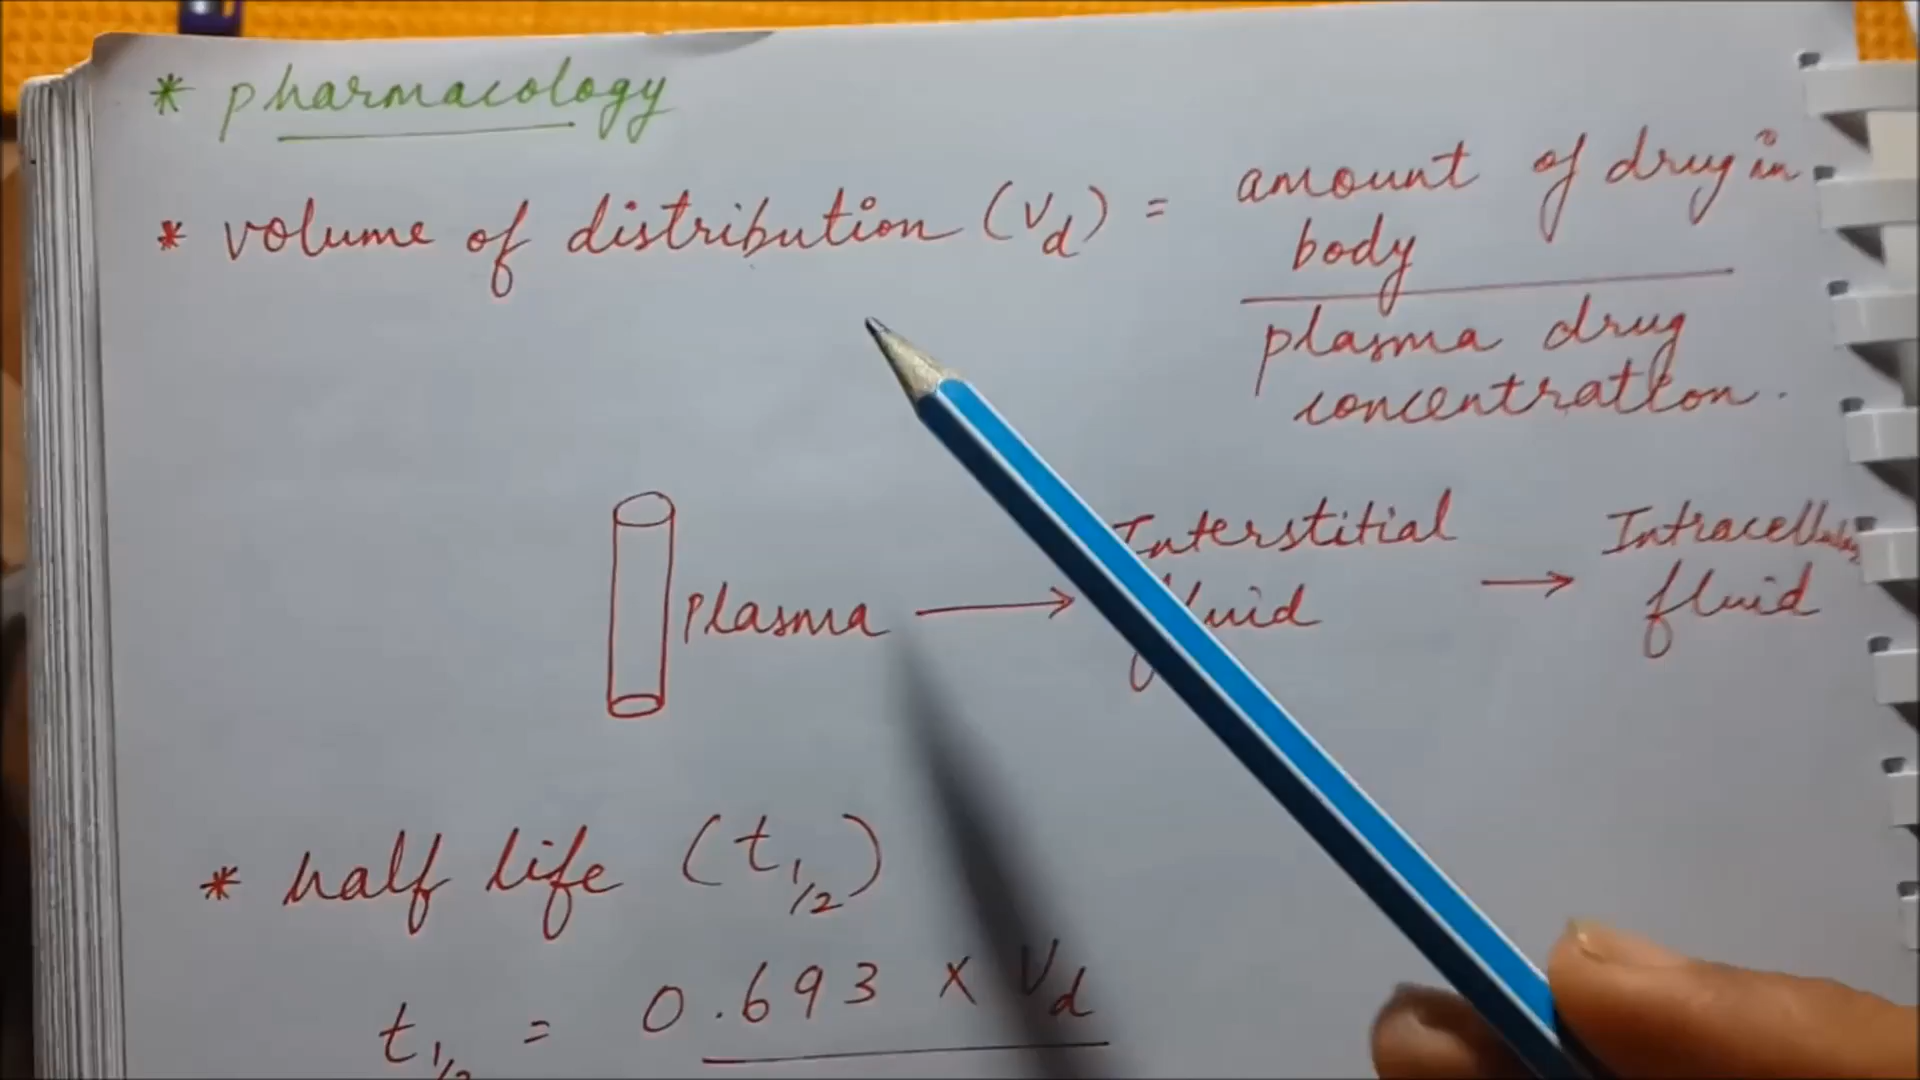 * pharmacology
* volume of distribution (Vd) = amount of drug in
body
plasma drug
concentration.
Plasma → Interstitial fluid → Intracellular fluid
* half life (t1/2)
t1/2 = 0.693 x Vd